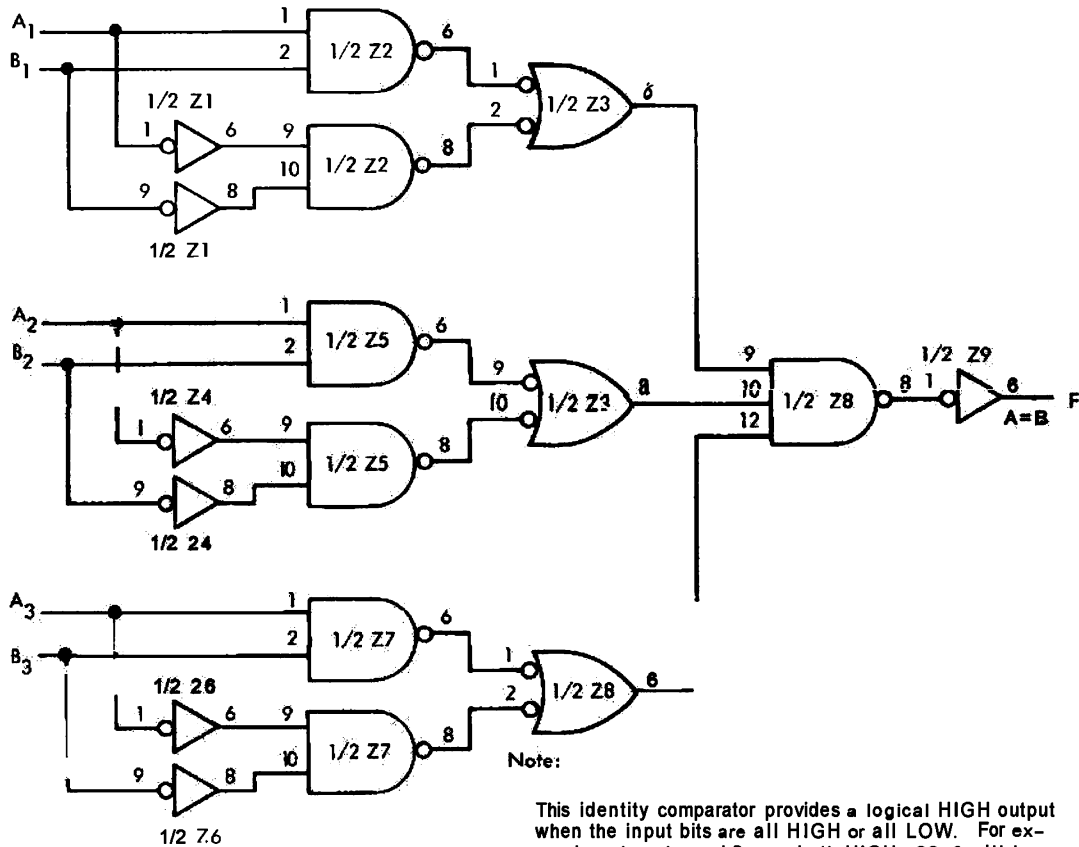 A1
B1
1
2
1/2 Z2
6
1/2 Z1
1
6
9
10
1/2 Z2
8
9
8
1/2 Z1
1
2
1/2 Z3
6
A2
B2
1
2
1/2 Z5
6
1/2 Z4
1
6
9
10
1/2 Z5
8
9
8
1/2 24
9
10
1/2 Z3
8
9
10
12
1/2 Z8
8
1
1/2 Z9
6
A=B
F
A3
B3
1
2
1/2 Z7
6
1/2 26
1
6
9
10
1/2 Z7
8
9
8
1/2 Z6
1
2
1/2 Z8
6
Note:
This identity comparator provides a logical HIGH output
when the input bits are all HIGH or all LOW. For ex-